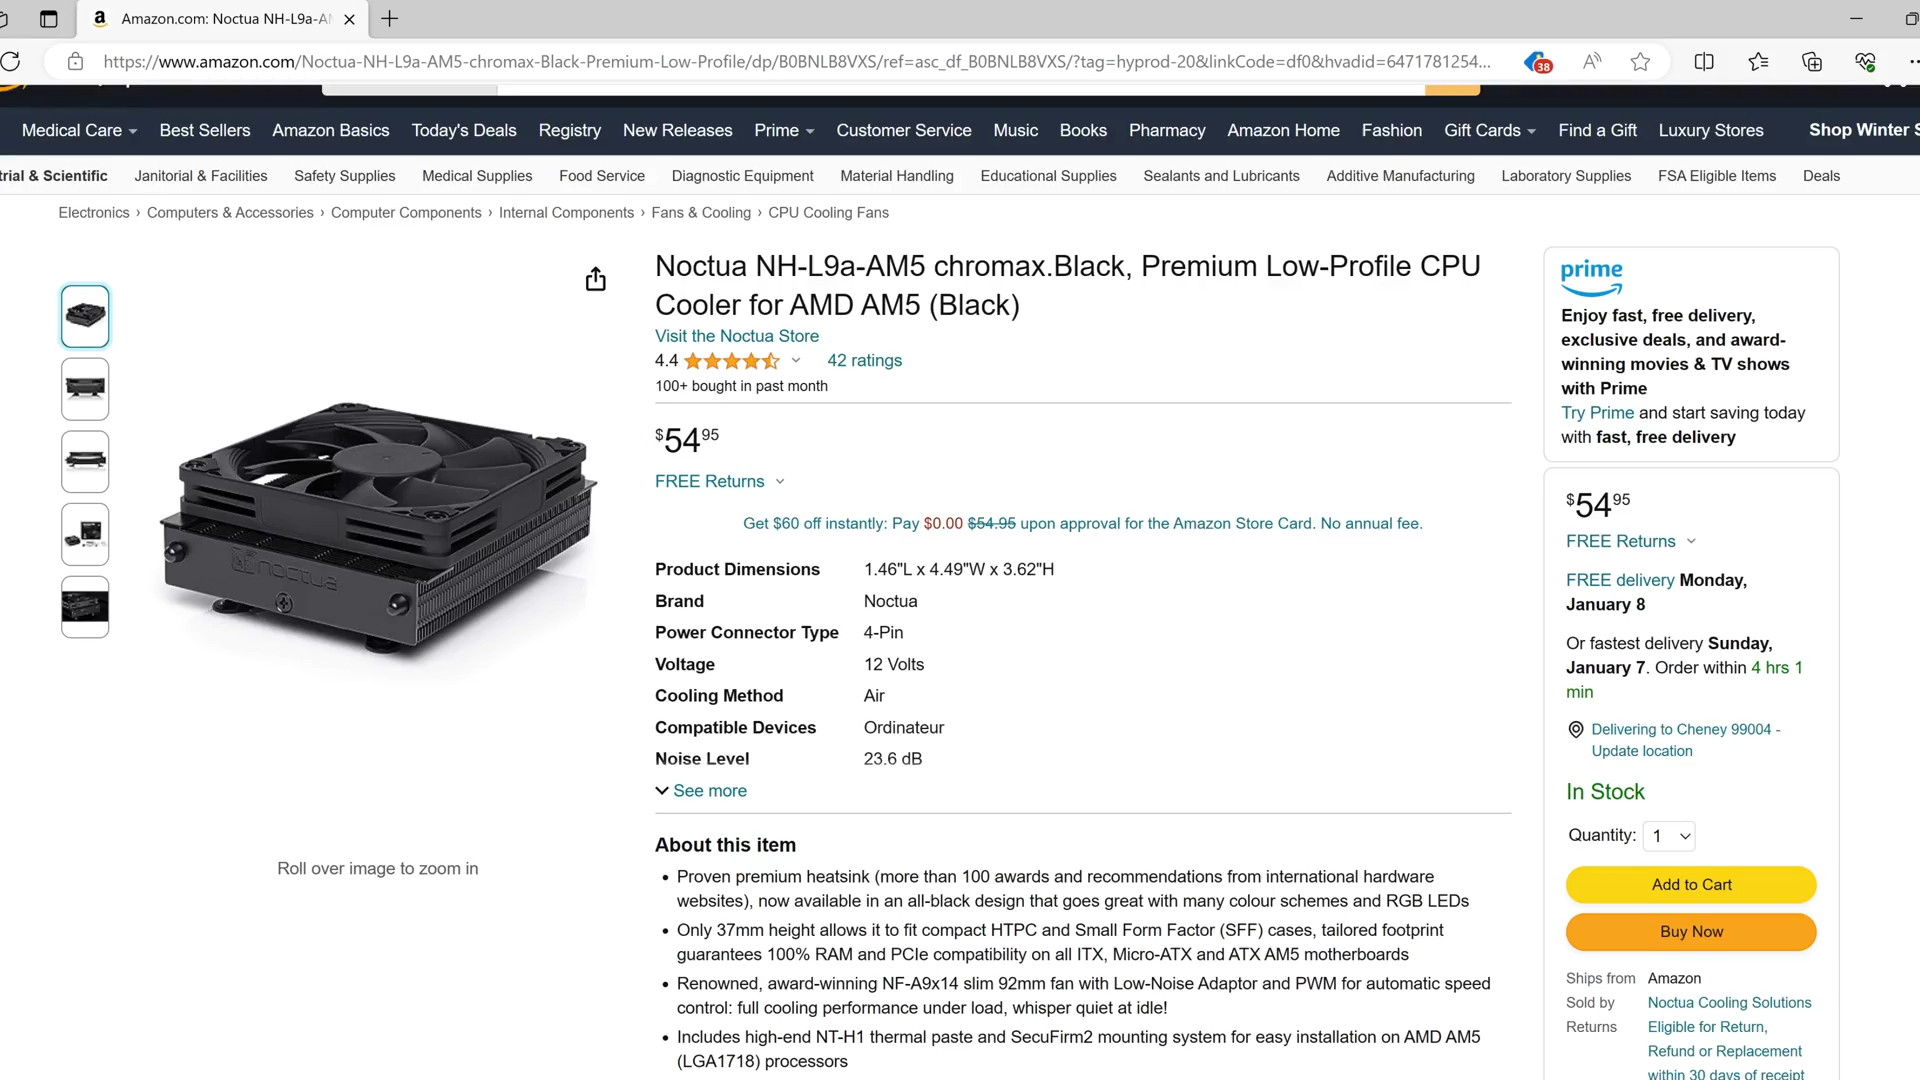 Amazon.com: Noctua NH-L9a-A
https://www.amazon.com/Noctua-NH-L9a-AM5-chromax-Black-Premium-Low-Profile/dp/B0BNLB8VXS/ref=asc_df_B0BNLB8VXS/?tag=hyprod-20&linkCode=df0&hvadid=6471781254...
38
Medical Care Best Sellers Amazon Basics Today's Deals Registry New Releases Prime Customer Service Music Books Pharmacy Amazon Home Fashion Gift Cards Find a Gift Luxury Stores Shop Winter S
trial & Scientific Janitorial & Facilities Safety Supplies Medical Supplies Food Service Diagnostic Equipment Material Handling Educational Supplies Sealants and Lubricants Additive Manufacturing Laboratory Supplies FSA Eligible Items Deals
Electronics › Computers & Accessories › Computer Components › Internal Components › Fans & Cooling › CPU Cooling Fans
noctua
Roll over image to zoom in
Noctua NH-L9a-AM5 chromax.Black, Premium Low-Profile CPU
Cooler for AMD AM5 (Black)
Visit the Noctua Store
4.4 42 ratings
100+ bought in past month
$54 95
FREE Returns
Get $60 off instantly: Pay $0.00 $54.95 upon approval for the Amazon Store Card. No annual fee.
Product Dimensions 1.46"L x 4.49"W x 3.62"H
Brand Noctua
Power Connector Type 4-Pin
Voltage 12 Volts
Cooling Method Air
Compatible Devices Ordinateur
Noise Level 23.6 dB
See more
About this item
• Proven premium heatsink (more than 100 awards and recommendations from international hardware
websites), now available in an all-black design that goes great with many colour schemes and RGB LEDs
• Only 37mm height allows it to fit compact HTPC and Small Form Factor (SFF) cases, tailored footprint
guarantees 100% RAM and PCIe compatibility on all ITX, Micro-ATX and ATX AM5 motherboards
• Renowned, award-winning NF-A9x14 slim 92mm fan with Low-Noise Adaptor and PWM for automatic speed
control: full cooling performance under load, whisper quiet at idle!
• Includes high-end NT-H1 thermal paste and SecuFirm2 mounting system for easy installation on AMD AM5
(LGA1718) processors
prime
Enjoy fast, free delivery,
exclusive deals, and award-
winning movies & TV shows
with Prime
Try Prime and start saving today
with fast, free delivery
$54 95
FREE Returns
FREE delivery Monday,
January 8
Or fastest delivery Sunday,
January 7. Order within 4 hrs 1
min
Delivering to Cheney 99004 -
Update location
In Stock
Quantity: 1
Add to Cart
Buy Now
Ships from Amazon
Sold by Noctua Cooling Solutions
Returns Eligible for Return,
Refund or Replacement
within 30 days of receipt